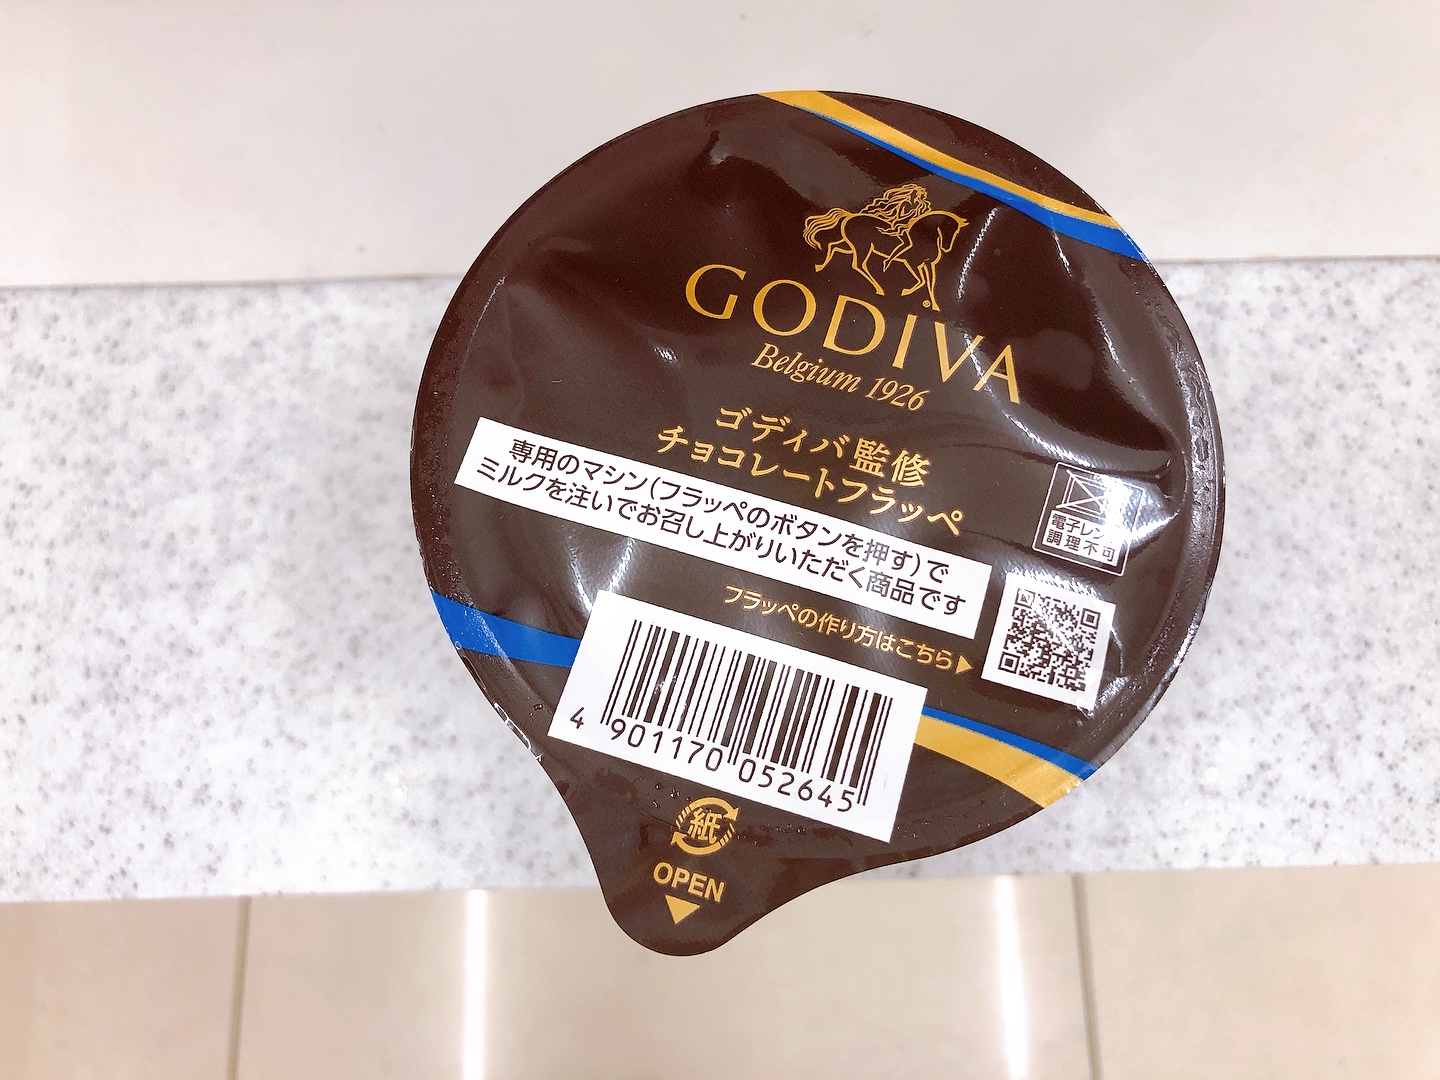 GODIVA
Belgium 1926
ゴディバ監修
チョコレートフラッペ
専用のマシン(フラッペのボタンを押す)で
ミルクを注いでお召し上がりいただく商品です
電子レンジ
調理不可
フラッペの作り方はこちら▶
4 901170 052645
紙
OPEN